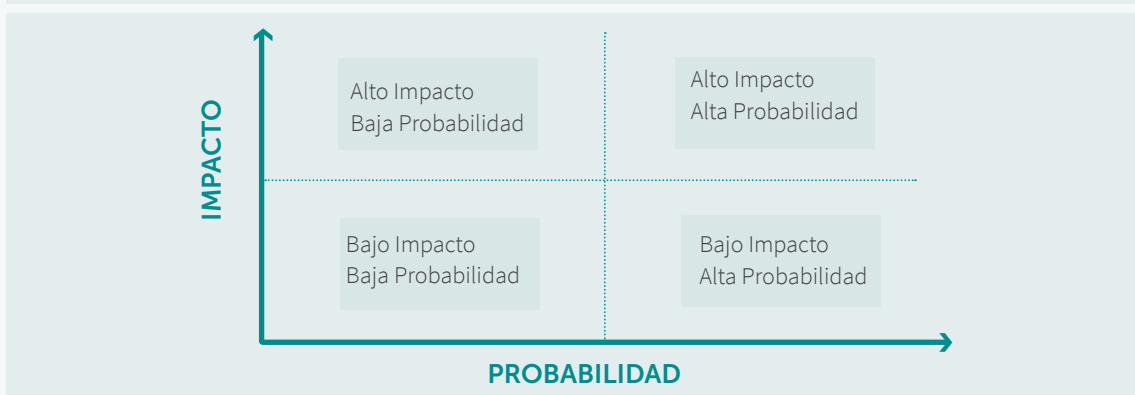 IMPACTO
Alto Impacto
Baja Probabilidad
Alto Impacto
Alta Probabilidad
Bajo Impacto
Baja Probabilidad
Bajo Impacto
Alta Probabilidad
PROBABILIDAD